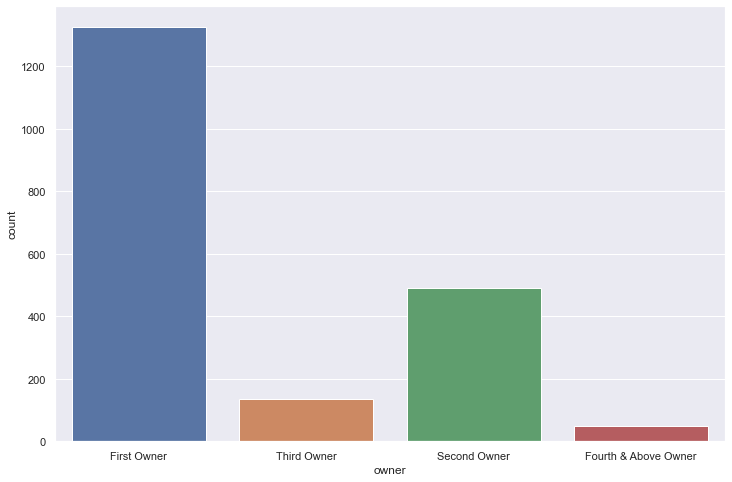 1200
1000
800
600
400
200
0
count
First Owner Third Owner Second Owner Fourth & Above Owner
owner